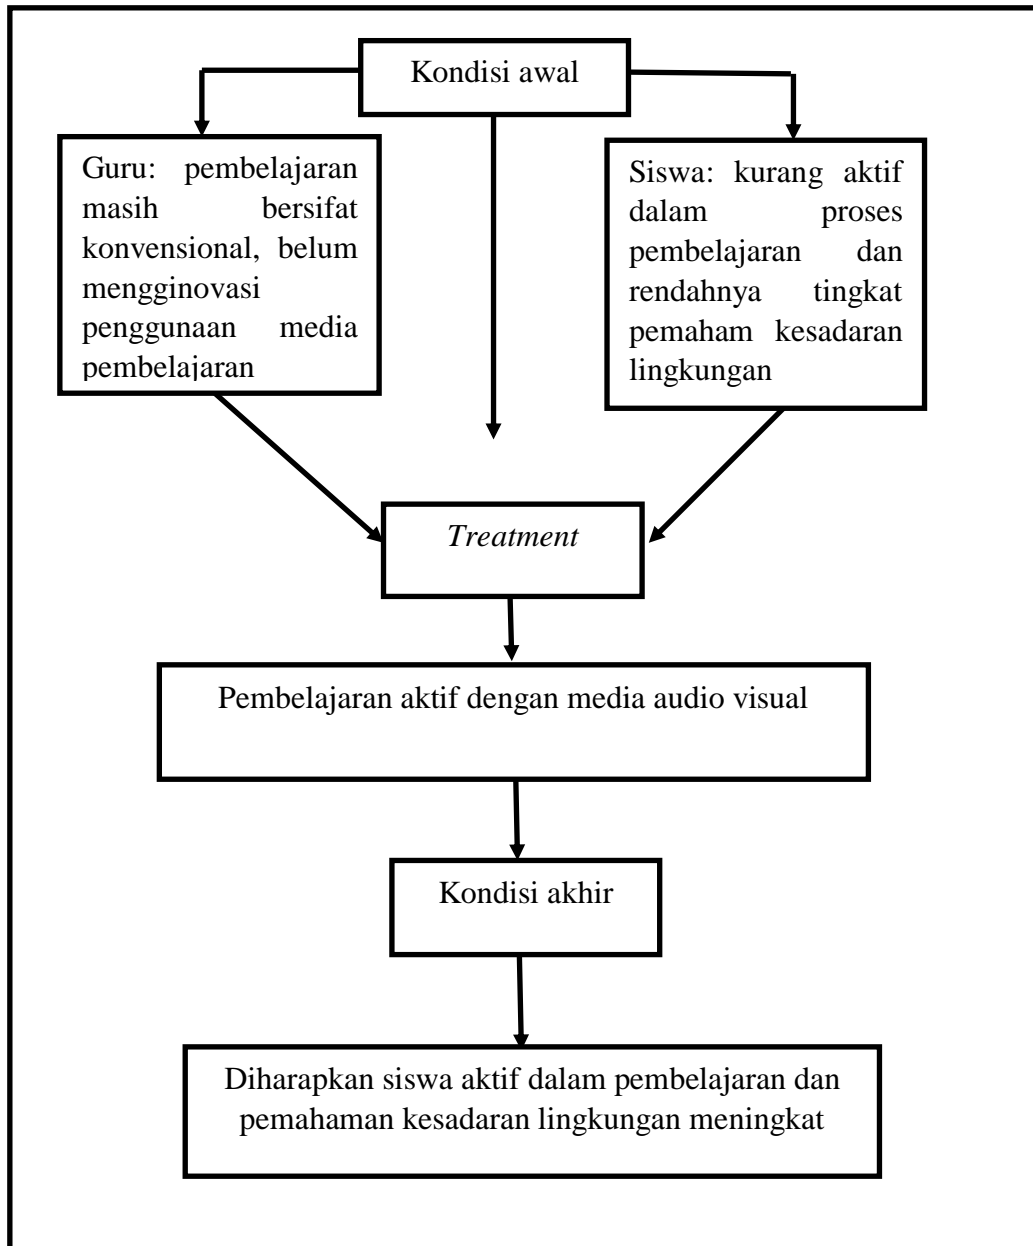 Kondisi awal
Guru: pembelajaran
masih bersifat
konvensional, belum
mengginovasi
penggunaan media
pembelajaran
Siswa: kurang aktif
dalam proses
pembelajaran dan
rendahnya tingkat
pemaham kesadaran
lingkungan
Treatment
Pembelajaran aktif dengan media audio visual
Kondisi akhir
Diharapkan siswa aktif dalam pembelajaran dan
pemahaman kesadaran lingkungan meningkat